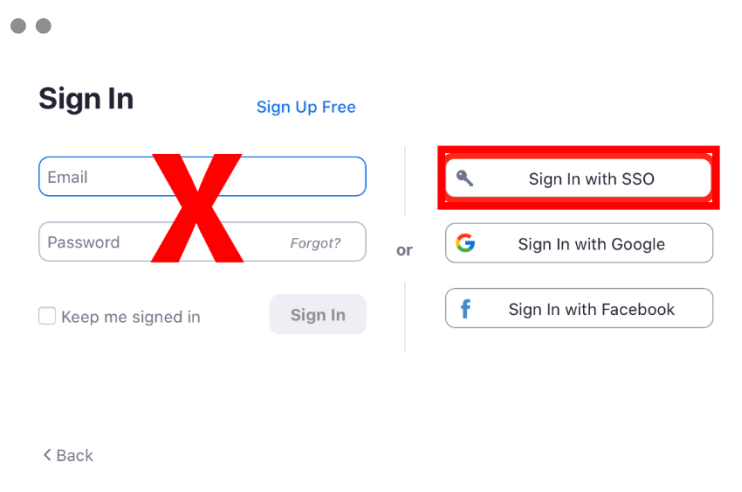 Sign In
Sign Up Free
Email
Password
Forgot?
Keep me signed in
Sign In
or
Sign In with SSO
Sign In with Google
Sign In with Facebook
Back